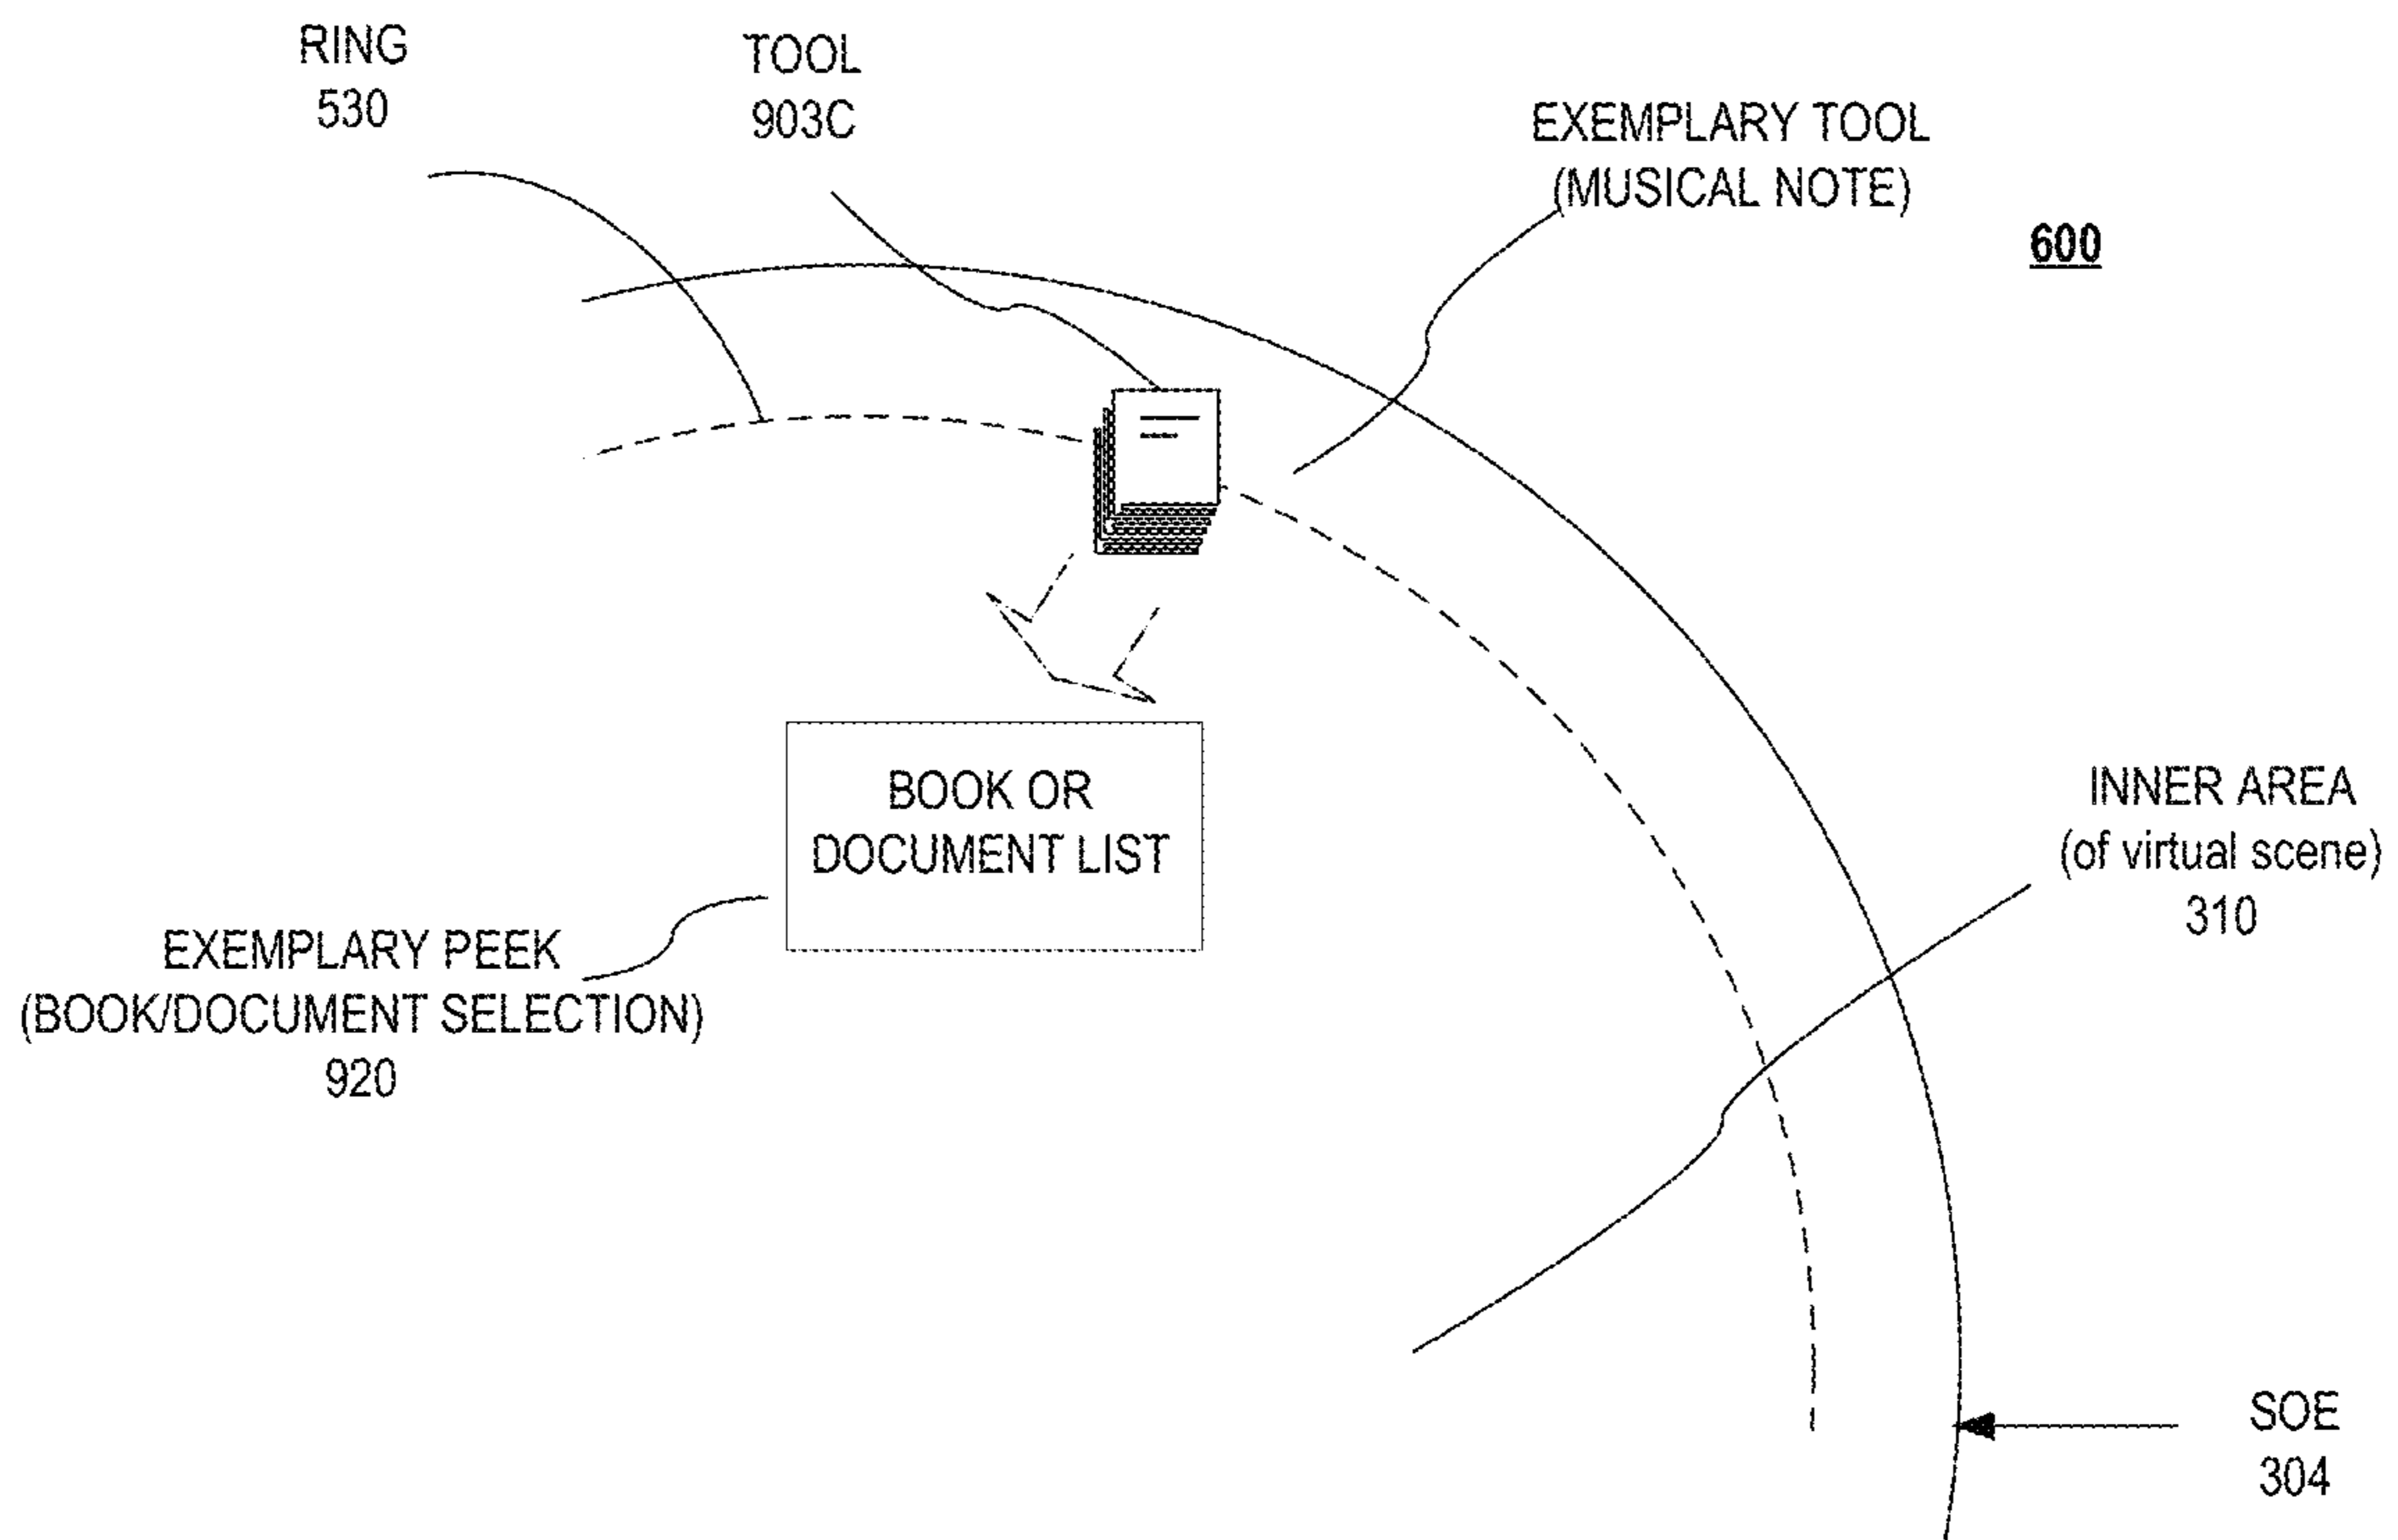 RING
530
TOOL
903C
EXEMPLARY TOOL
(MUSICAL NOTE)
600
BOOK OR
DOCUMENT LIST
INNER AREA
(of virtual scene)
310
EXEMPLARY PEEK
(BOOK/DOCUMENT SELECTION)
920
SOE
304